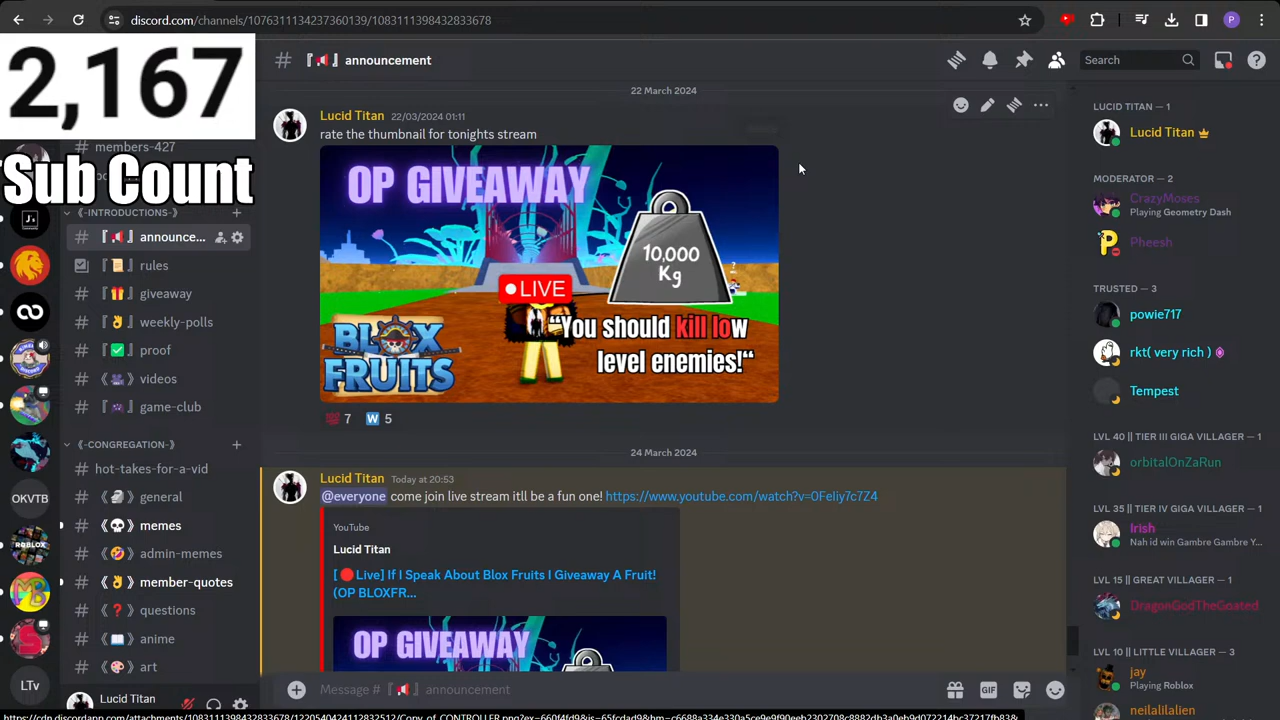 discord.com/channels/1076311134237360139/1083111398432833678
P
2,167
Sub Count
members-427
《-INTRODUCTIONS-》
# 『📢』 announce...
『📜』 rules
# 『🎁』 giveaway
# 『👌』 weekly-polls
# 『✅』 proof
# 《👾》 videos
# 『🎮』 game-club
《-CONGREGATION-》
# hot-takes-for-a-vid
# 《🗿》 general
# 《💀》 memes
# 《🤣》 admin-memes
# 《👌》 member-quotes
# 《❓》 questions
# 《📖》 anime
# 《🎨》 art
OKVTB
ROBLOX
LTv
Lucid Titan
# 『📢』 announcement
Search
22 March 2024
Lucid Titan 22/03/2024 01:11
rate the thumbnail for tonights stream
OP GIVEAWAY
10,000
Kg
?
LIVE
BLOX
FRUITS
“You should kill low
level enemies!“
7 W 5
24 March 2024
Lucid Titan Today at 20:53
@everyone come join live stream itll be a fun one! https://www.youtube.com/watch?v=0Feliy7c7Z4
YouTube
Lucid Titan
[ 🔴Live] If I Speak About Blox Fruits I Giveaway A Fruit!
(OP BLOXFR...
OP GIVEAWAY
Message # 『📢』 announcement
GIF
LUCID TITAN — 1
Lucid Titan
MODERATOR — 2
CrazyMoses
Playing Geometry Dash
Pheesh
TRUSTED — 3
powie717
rkt( very rich )
Tempest
LVL 40 || TIER III GIGA VILLAGER — 1
orbitalOnZaRun
LVL 35 || TIER IV GIGA VILLAGER — 1
Irish
Nah id win Gambre Gambre Y...
LVL 15 || GREAT VILLAGER — 1
DragonGodTheGoated
LVL 10 || LITTLE VILLAGER — 3
jay
Playing Roblox
neilalilalien